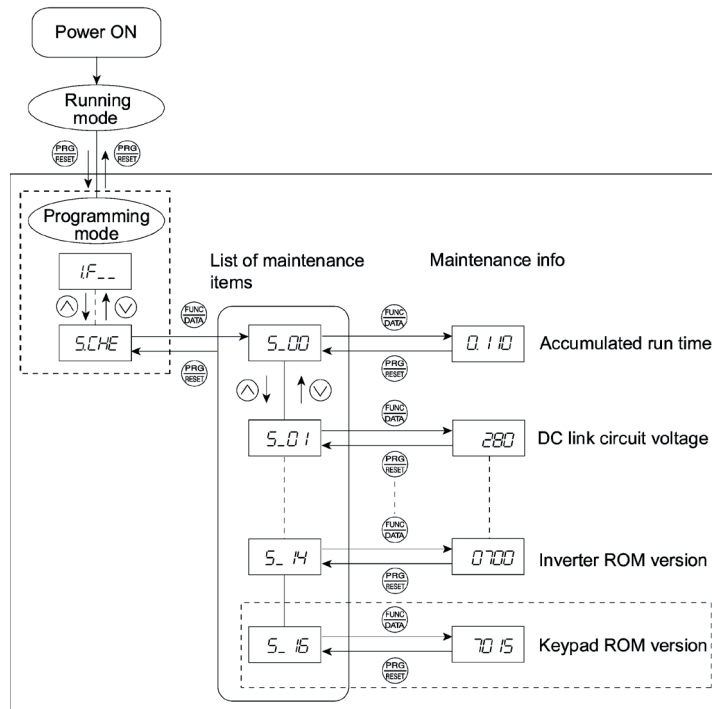 Power ON
Running
mode
PRG
RESET
PRG
RESET
Programming
mode
1.F_ _
List of maintenance
items
Maintenance info
FUNC
DATA
FUNC
DATA
5.CHE
5_00
0.110
Accumulated run time
PRG
RESET
PRG
RESET
FUNC
DATA
5_01
280
DC link circuit voltage
PRG
RESET
FUNC
DATA
5_14
0700
Inverter ROM version
PRG
RESET
FUNC
DATA
5_16
7015
Keypad ROM version
PRG
RESET